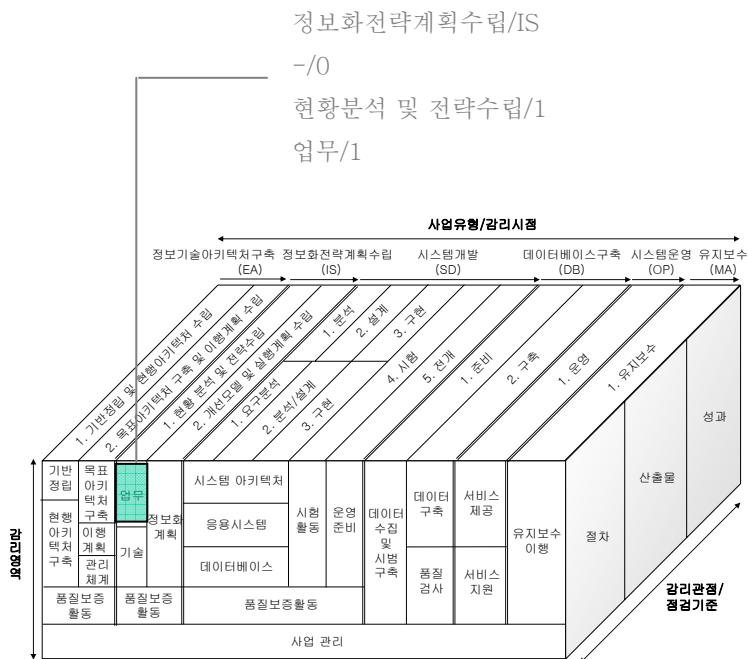 정보화전략계획수립/IS
-/0
현황분석 및 전략수립/1
업무/1
사업유형/감리시점
정보기술아키텍처구축
(EA)
정보화전략계획수립
(IS)
시스템개발
(SD)
데이터베이스구축
(DB)
시스템운영
(OP)
유지보수
(MA)
1. 기반정립 및 현행아키텍처 수립
2. 목표아키텍처 구축 및 이행계획 수립
1. 현황 분석 및 전략수립
2. 개선모델 및 실행계획 수립
1. 분석
2. 설계
3. 구현
1. 요구분석
2. 분석/설계
3. 구현
4. 시험
5. 전개
1. 준비
2. 구축
1. 운영
1. 유지보수
감리영역
기반
정립
현행
아키
텍처
구축
목표
아키
텍처
구축
이행
계획
관리
체계
품질보증
활동
업무
기술
정보화
계획
품질보증
활동
시스템 아키텍처
응용시스템
데이터베이스
시험
활동
운영
준비
품질보증활동
데이터
수집
및
시범
구축
데이터
구축
품질
검사
서비스
제공
서비스
지원
유지보수
이행
사업 관리
절차
산출물
성과
감리관점/
점검기준